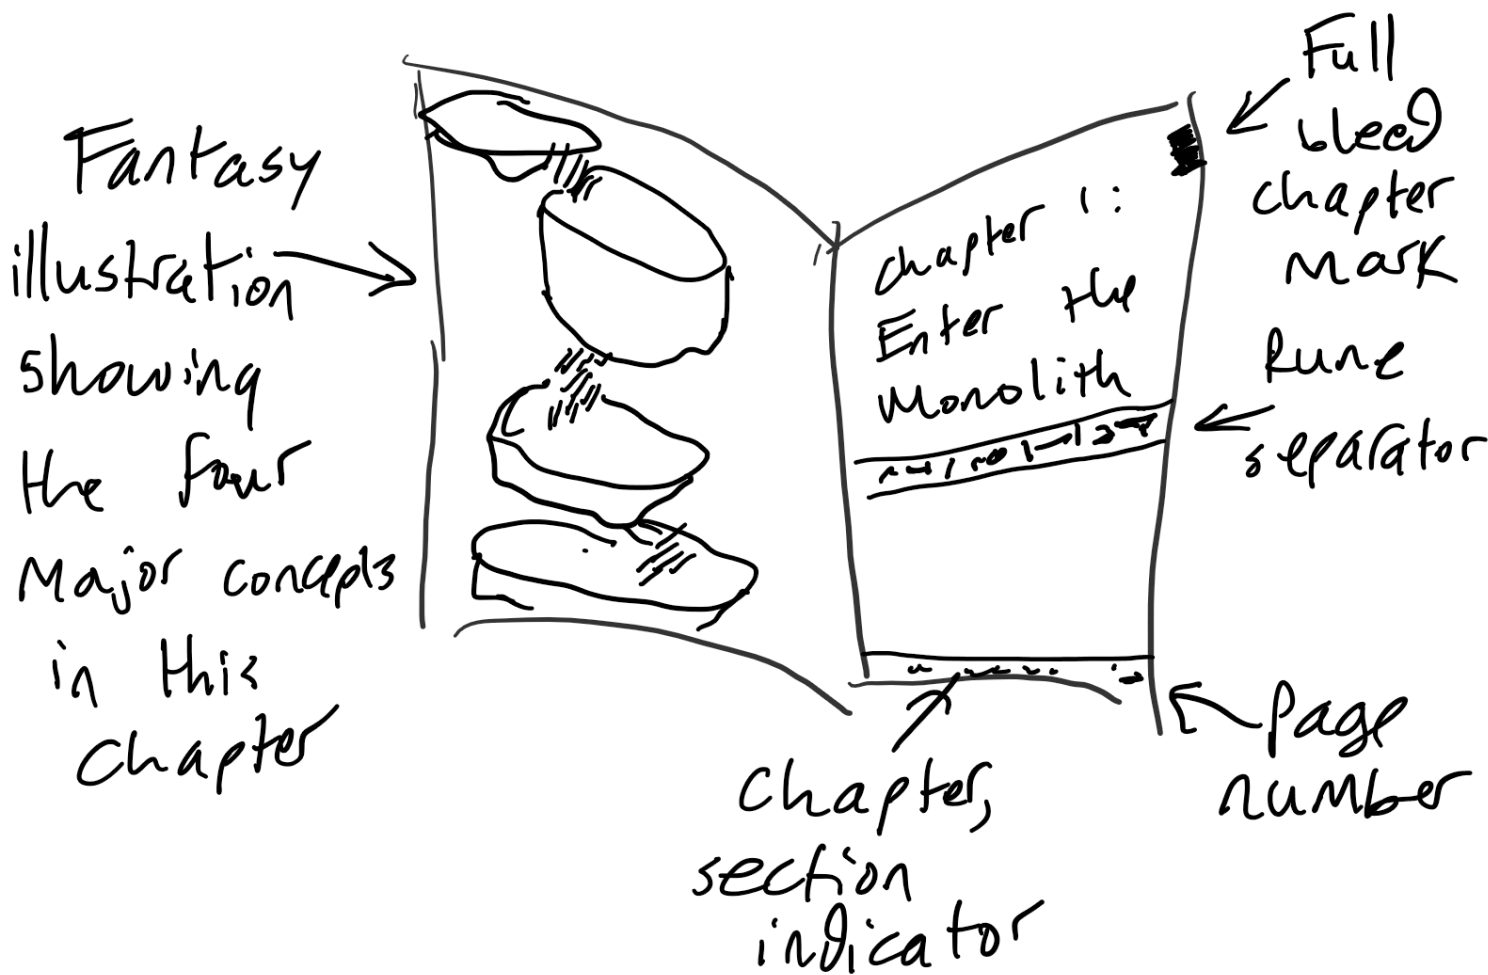 Fantasy
illustration
showing
the four
Major concepts
in this
chapter
chapter 1:
Enter the
Monolith
Full
bleed
chapter
mark
Rune
separator
Page
number
Chapter,
section
indicator